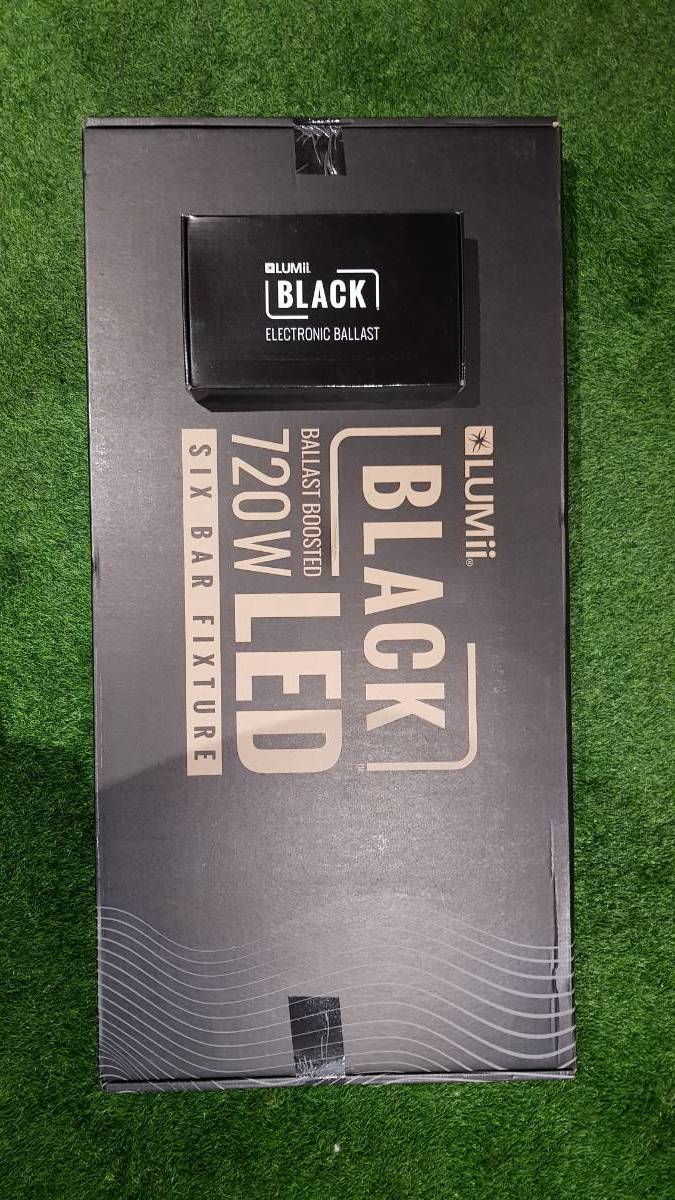 LUMii.
BLACK
ELECTRONIC BALLAST
LUMii®
BLACK
BALLAST BOOSTED
720W LED
SIX BAR FIXTURE